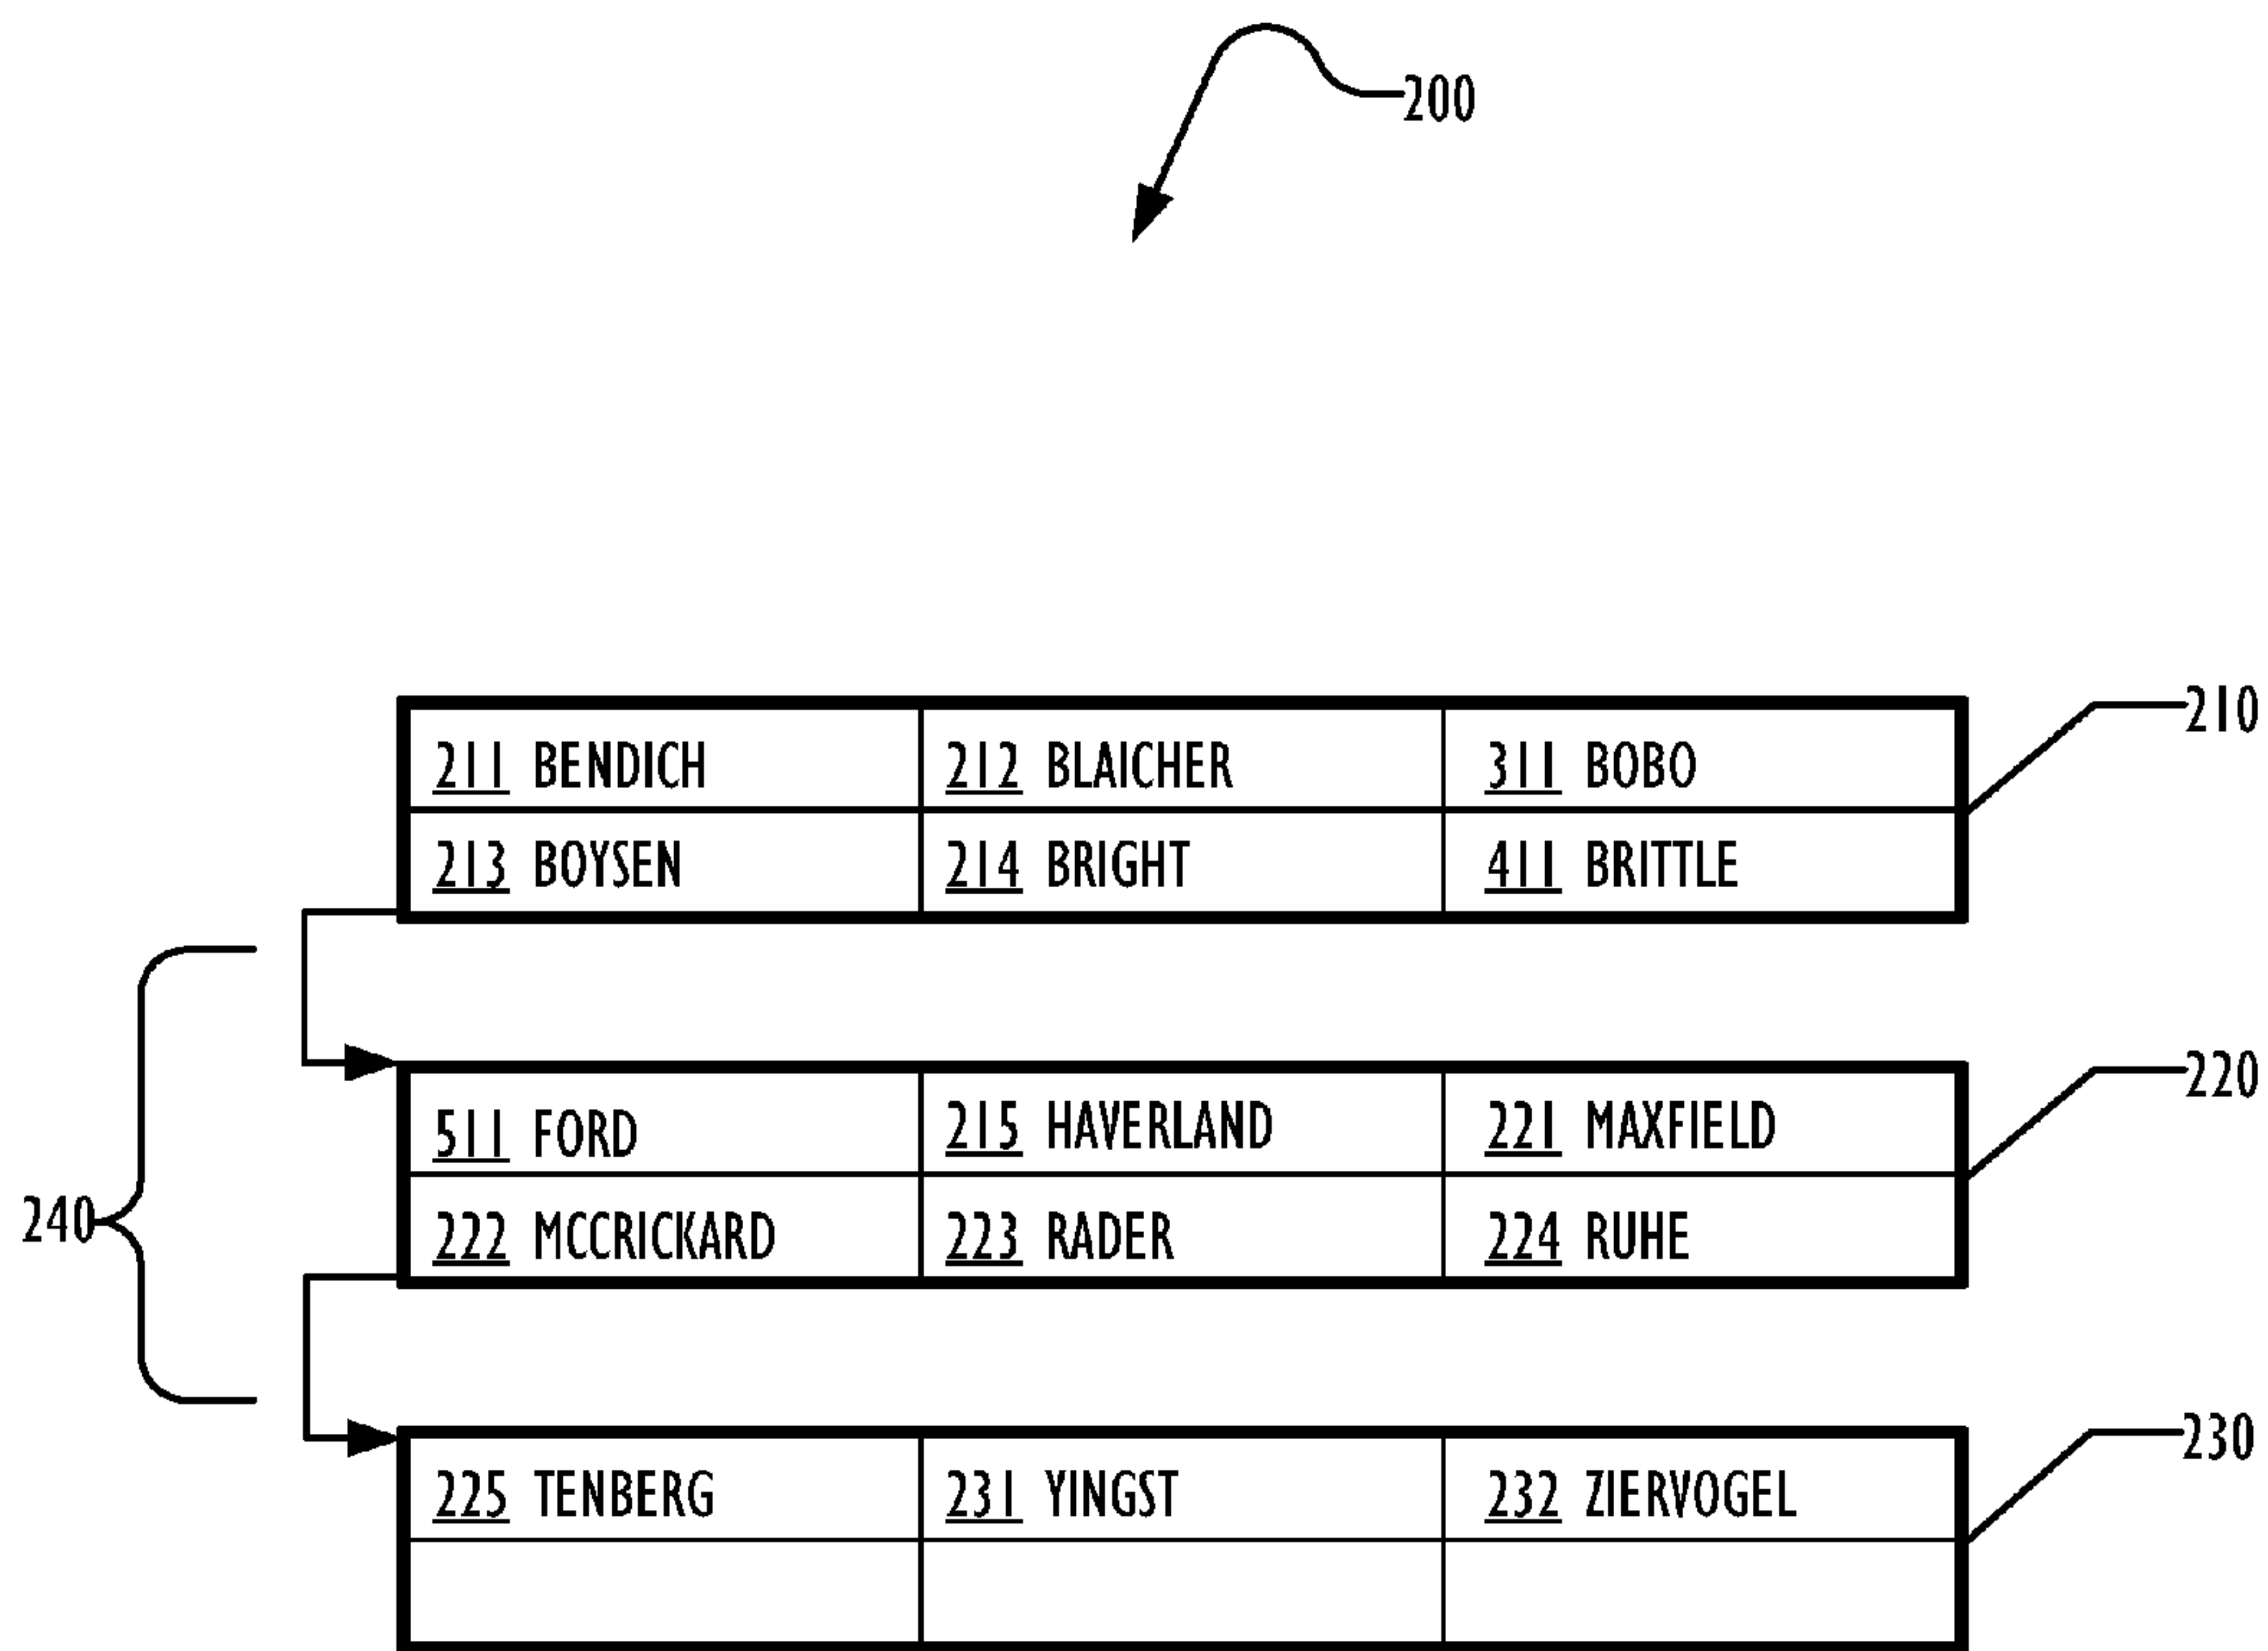 200
210
211 BENDICH 212 BLAICHER 311 BOBO
213 BOYSEN 214 BRIGHT 411 BRITTLE
220
511 FORD 215 HAVERLAND 221 MAXFIELD
240
222 MCCRICKARD 223 RADER 224 RUHE
230
225 TENBERG 231 YINGST 232 ZIERVOGEL